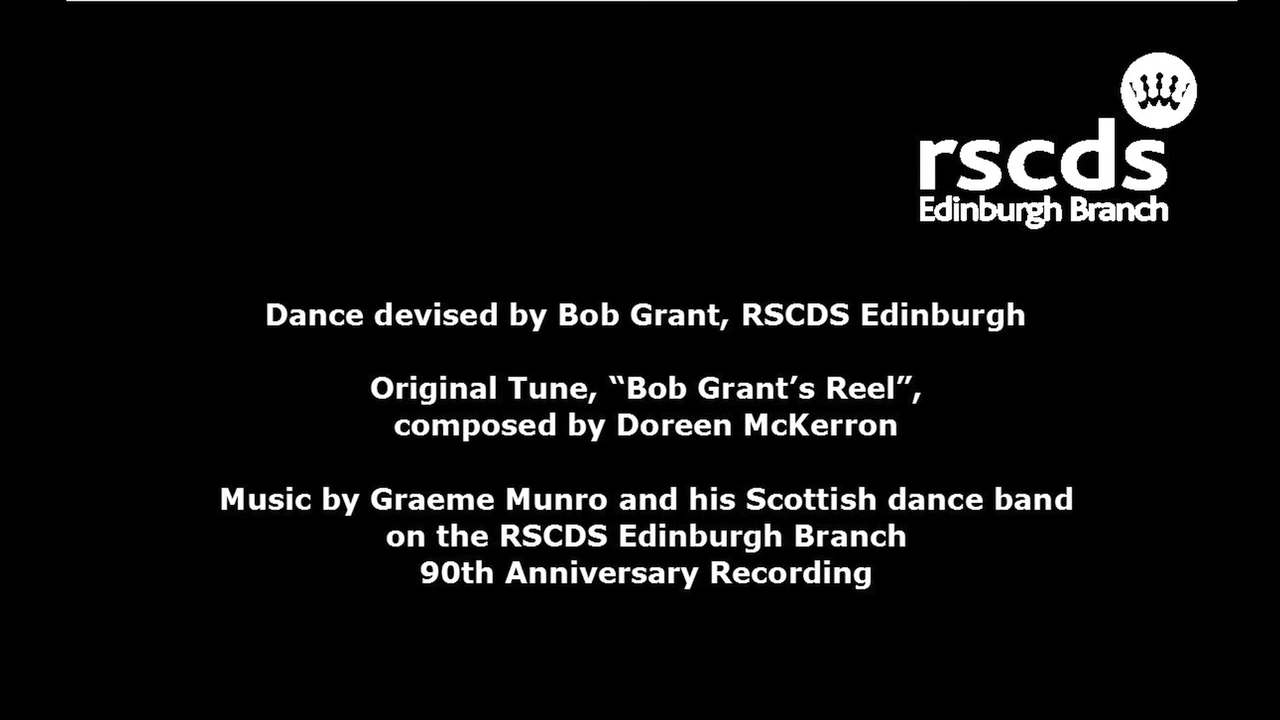 rscds
Edinburgh Branch
Dance devised by Bob Grant, RSCDS Edinburgh
Original Tune, “Bob Grant’s Reel”,
composed by Doreen McKerron
Music by Graeme Munro and his Scottish dance band
on the RSCDS Edinburgh Branch
90th Anniversary Recording